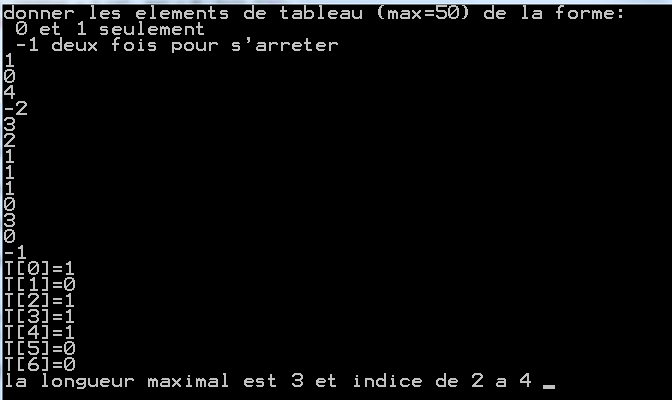 donner les elements de tableau (max=50) de la forme:
0 et 1 seulement
-1 deux fois pour s'arreter
1
0
4
-2
3
2
1
1
1
0
3
0
-1
T[0]=1
T[1]=0
T[2]=1
T[3]=1
T[4]=1
T[5]=0
T[6]=0
la longueur maximal est 3 et indice de 2 a 4 _